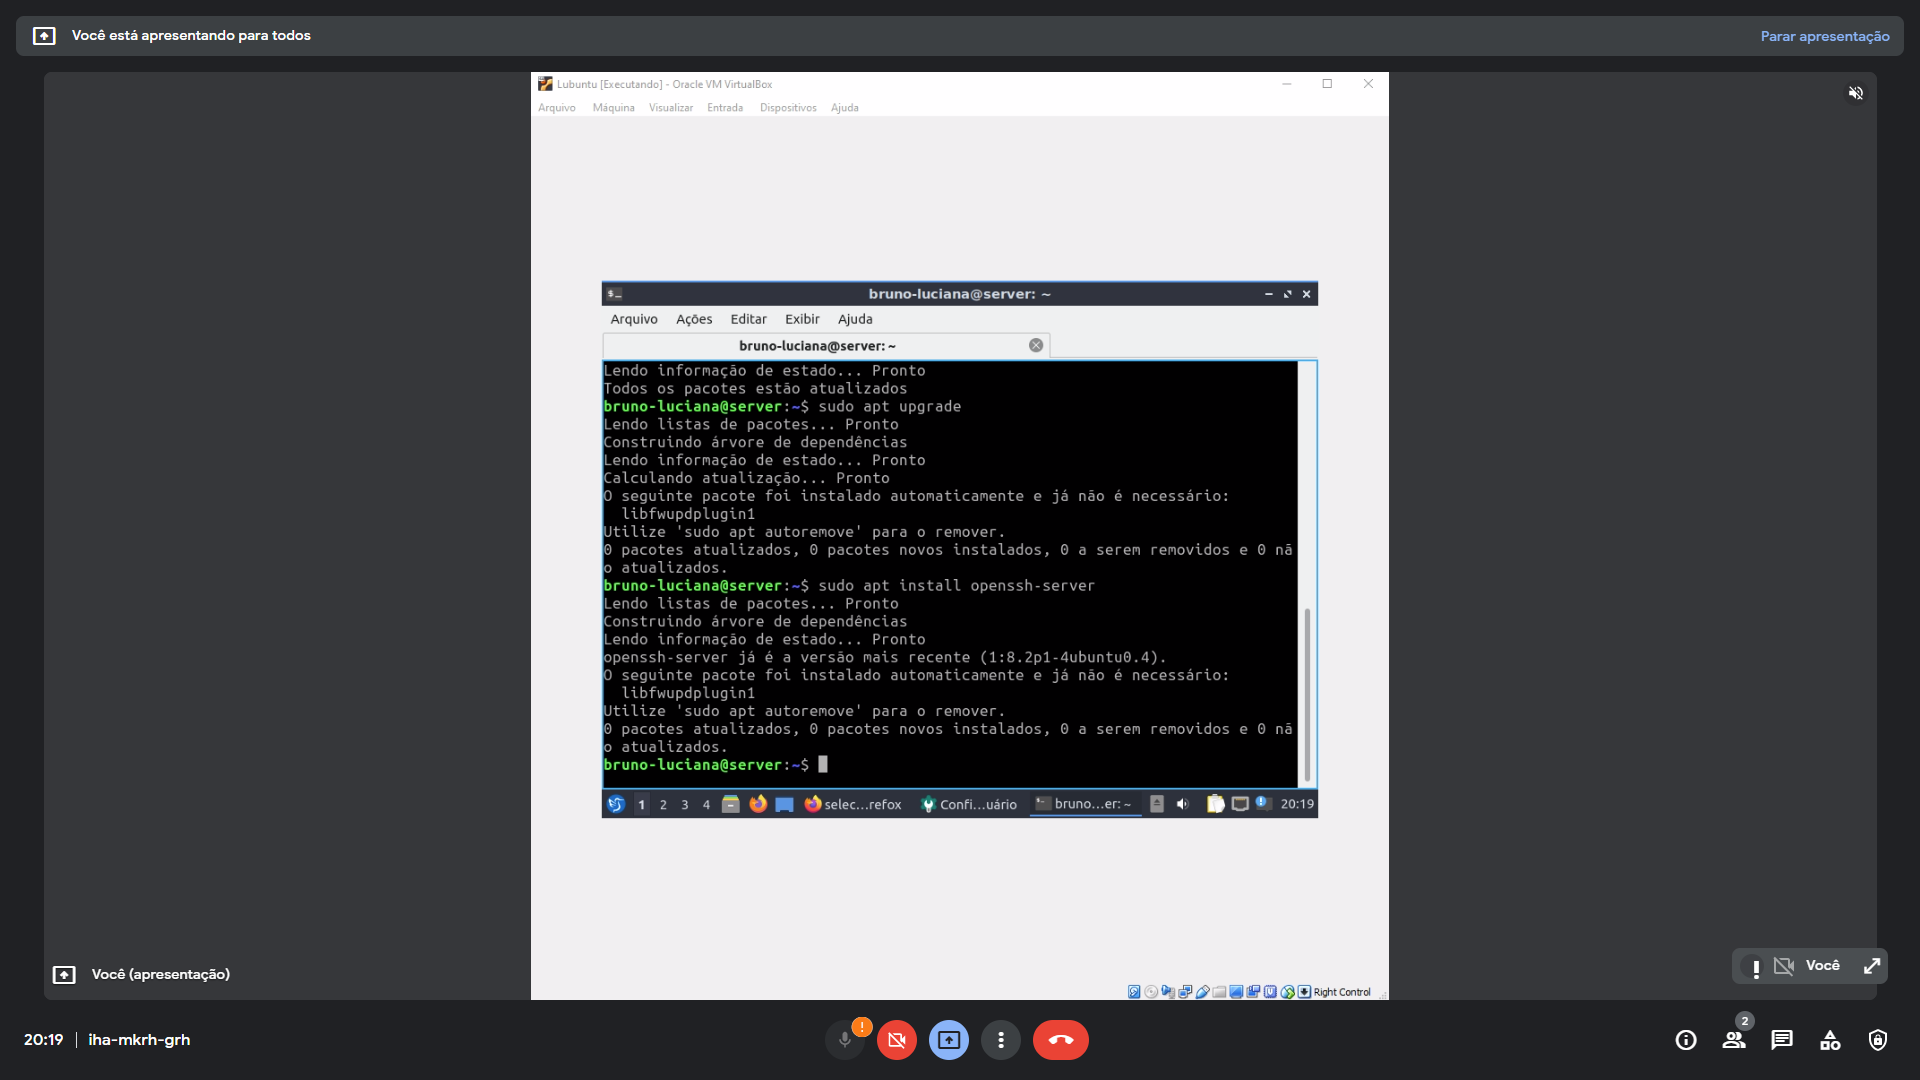 Você está apresentando para todos
Parar apresentação
Lubuntu [Executando] - Oracle VM VirtualBox
Arquivo Máquina Visualizar Entrada Dispositivos Ajuda
bruno-luciana@server: ~
Arquivo Ações Editar Exibir Ajuda
bruno-luciana@server: ~
Lendo informação de estado... Pronto
Todos os pacotes estão atualizados
bruno-luciana@server:~$ sudo apt upgrade
Lendo listas de pacotes... Pronto
Construindo árvore de dependências
Lendo informação de estado... Pronto
Calculando atualização... Pronto
O seguinte pacote foi instalado automaticamente e já não é necessário:
  libfwupdplugin1
Utilize 'sudo apt autoremove' para o remover.
0 pacotes atualizados, 0 pacotes novos instalados, 0 a serem removidos e 0 nã
o atualizados.
bruno-luciana@server:~$ sudo apt install openssh-server
Lendo listas de pacotes... Pronto
Construindo árvore de dependências
Lendo informação de estado... Pronto
openssh-server já é a versão mais recente (1:8.2p1-4ubuntu0.4).
O seguinte pacote foi instalado automaticamente e já não é necessário:
  libfwupdplugin1
Utilize 'sudo apt autoremove' para o remover.
0 pacotes atualizados, 0 pacotes novos instalados, 0 a serem removidos e 0 nã
o atualizados.
bruno-luciana@server:~$
1 2 3 4 selec...refox Confi...uário bruno...er: ~ 20:19
Você (apresentação)
Você
Right Control
20:19 | iha-mkrh-grh
2